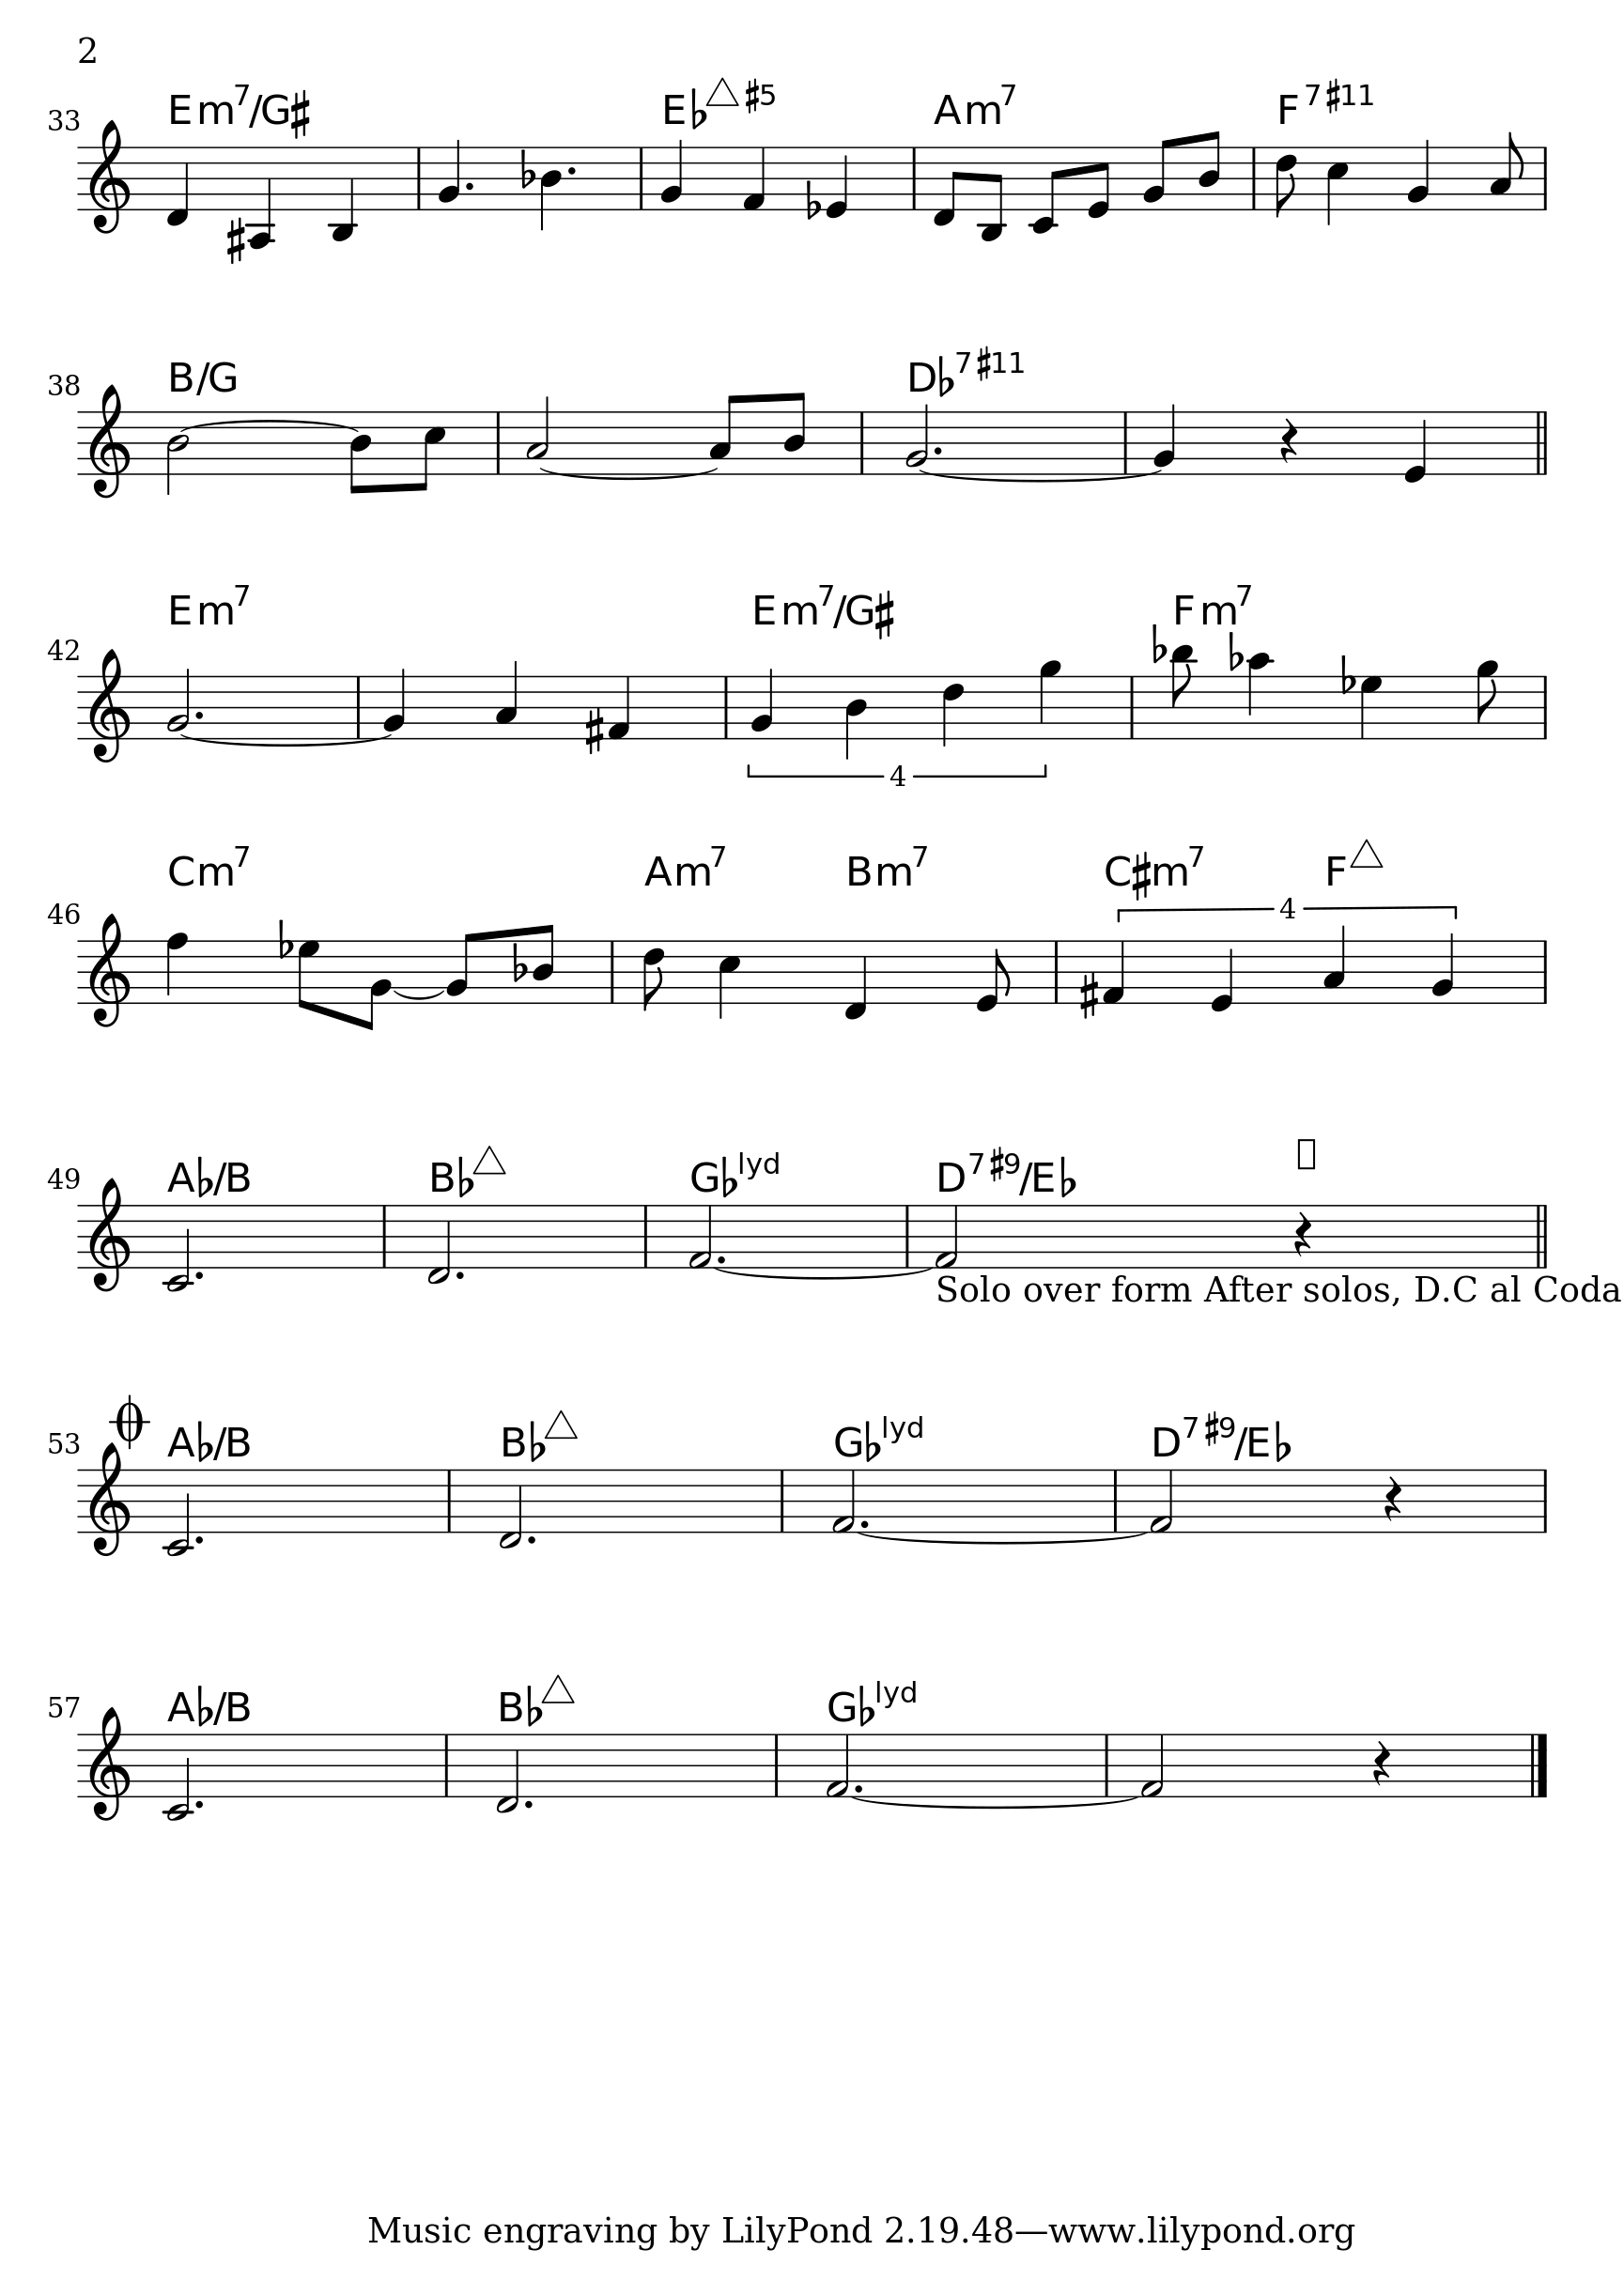 2
33 Em7/G♯ E♭△♯5 Am7 F7♯11
38 B/G D♭7♯11
42 Em7 Em7/G♯ Fm7
4
46 Cm7 Am7 Bm7 C♯m7 F△
4
49 A♭/B B♭△ G♭lyd D7♯9/E♭
Solo over form After solos, D.C al Coda
53 A♭/B B♭△ G♭lyd D7♯9/E♭
57 A♭/B B♭△ G♭lyd
Music engraving by LilyPond 2.19.48—www.lilypond.org